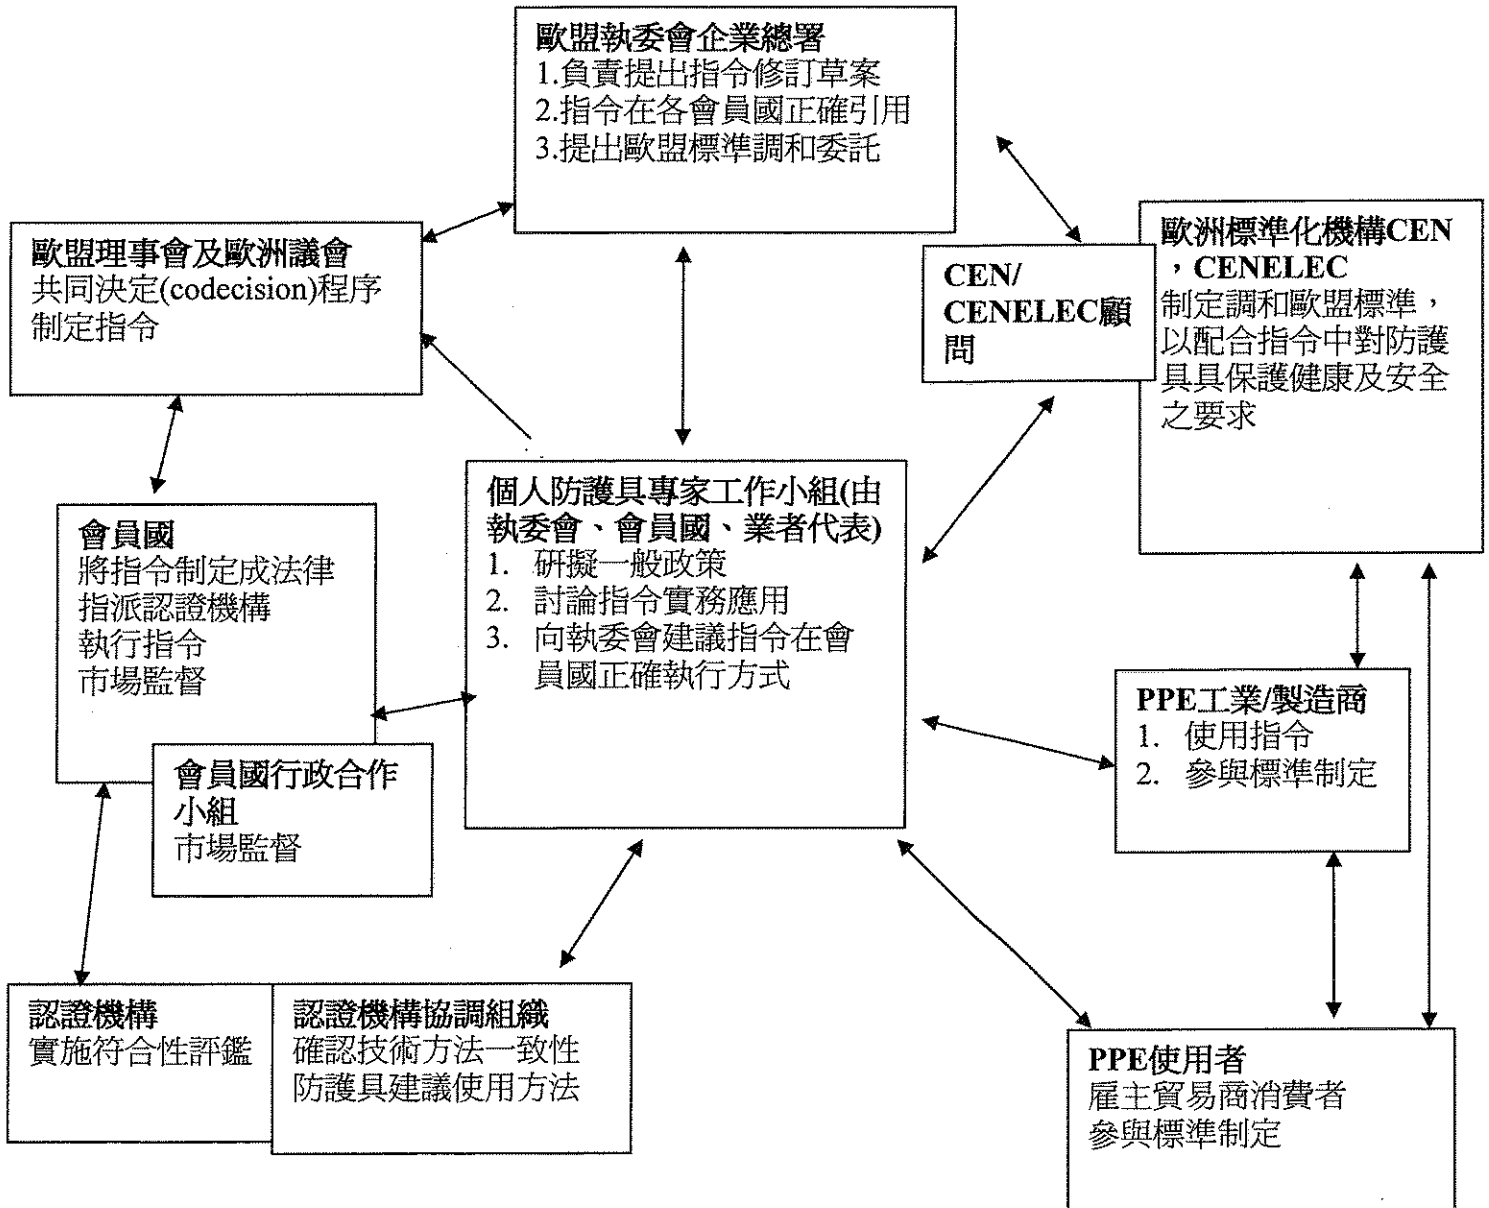 歐盟執委會企業總署
1.負責提出指令修訂草案
2.指令在各會員國正確引用
3.提出歐盟標準調和委託
歐盟理事會及歐洲議會
共同決定(codecision)程序
制定指令
CEN/
CENELEC顧
問
歐洲標準化機構CEN
，CENELEC
制定調和歐盟標準，
以配合指令中對防護
具具保護健康及安全
之要求
會員國
將指令制定成法律
指派認證機構
執行指令
市場監督
會員國行政合作
小組
市場監督
個人防護具專家工作小組(由
執委會、會員國、業者代表)
1. 研擬一般政策
2. 討論指令實務應用
3. 向執委會建議指令在會
員國正確執行方式
PPE工業/製造商
1. 使用指令
2. 參與標準制定
認證機構
實施符合性評鑑
認證機構協調組織
確認技術方法一致性
防護具建議使用方法
PPE使用者
雇主貿易商消費者
參與標準制定